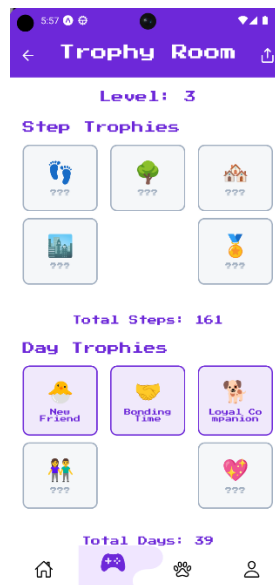 5:57
Trophy Room
Level: 3
Step Trophies
??? ??? ???
??? ???
Total Steps: 161
Day Trophies
New Friend Bonding Time Loyal Co
mpanion
??? ???
Total Days: 39